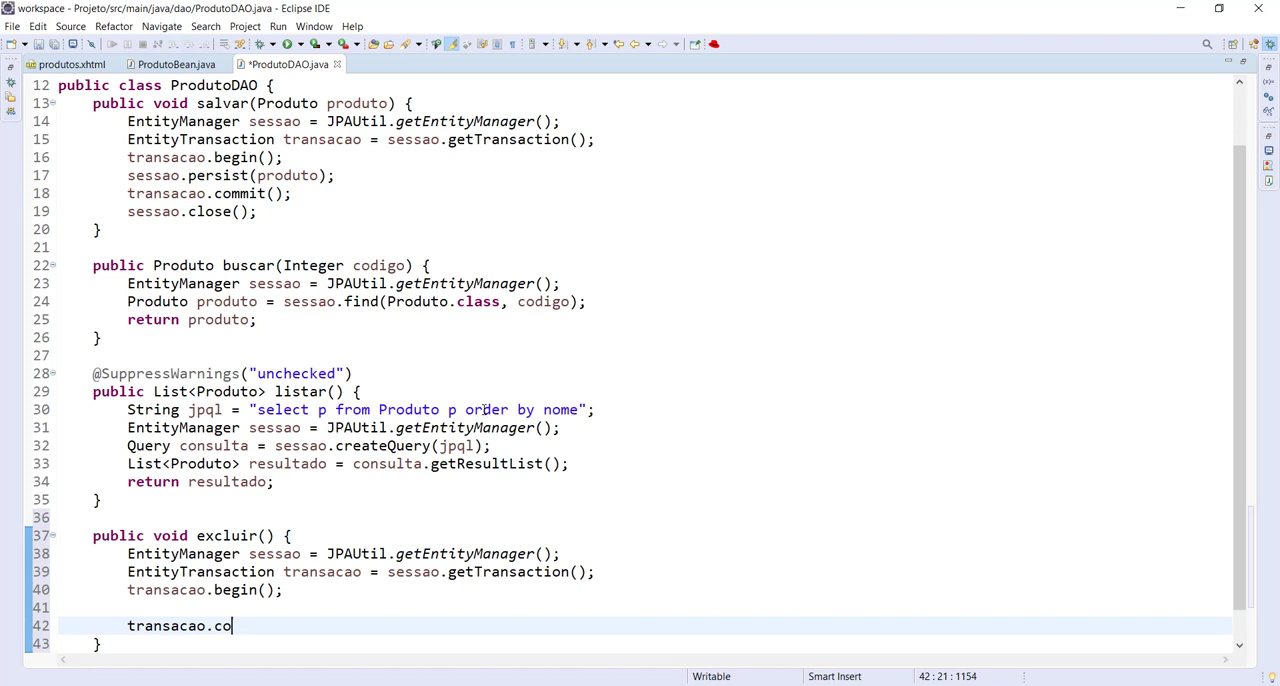 workspace - Projeto/src/main/java/dao/ProdutoDAO.java - Eclipse IDE
File Edit Source Refactor Navigate Search Project Run Window Help
produtos.xhtml ProdutoBean.java *ProdutoDAO.java
12 public class ProdutoDAO {
13 public void salvar(Produto produto) {
14 EntityManager sessao = JPAUtil.getEntityManager();
15 EntityTransaction transacao = sessao.getTransaction();
16 transacao.begin();
17 sessao.persist(produto);
18 transacao.commit();
19 sessao.close();
20 }
21
22 public Produto buscar(Integer codigo) {
23 EntityManager sessao = JPAUtil.getEntityManager();
24 Produto produto = sessao.find(Produto.class, codigo);
25 return produto;
26 }
27
28 @SuppressWarnings("unchecked")
29 public List<Produto> listar() {
30 String jpql = "select p from Produto p order by nome";
31 EntityManager sessao = JPAUtil.getEntityManager();
32 Query consulta = sessao.createQuery(jpql);
33 List<Produto> resultado = consulta.getResultList();
34 return resultado;
35 }
36
37 public void excluir() {
38 EntityManager sessao = JPAUtil.getEntityManager();
39 EntityTransaction transacao = sessao.getTransaction();
40 transacao.begin();
41
42 transacao.co
43 }
Writable Smart Insert 42 : 21 : 1154